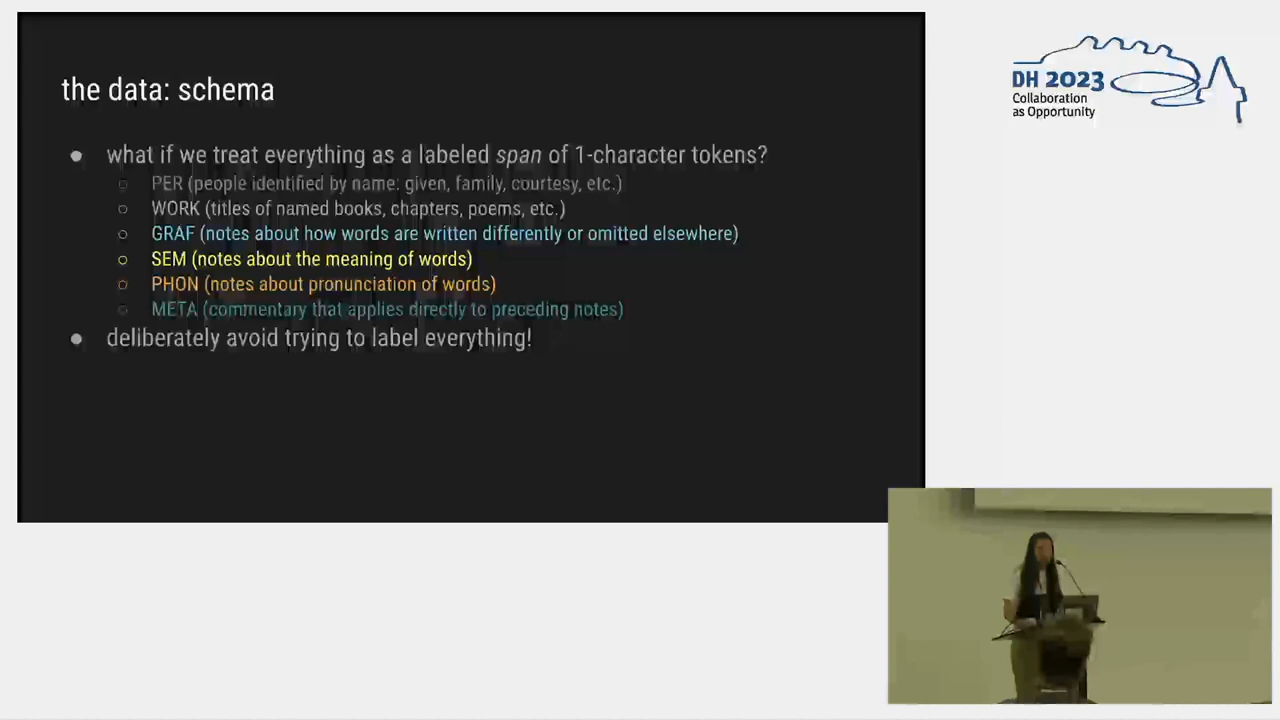 the data: schema
● what if we treat everything as a labeled span of 1-character tokens?
○ PER (people identified by name: given, family, courtesy, etc.)
○ WORK (titles of named books, chapters, poems, etc.)
○ GRAF (notes about how words are written differently or omitted elsewhere)
○ SEM (notes about the meaning of words)
○ PHON (notes about pronunciation of words)
○ META (commentary that applies directly to preceding notes)
● deliberately avoid trying to label everything!
DH 2023
Collaboration
as Opportunity